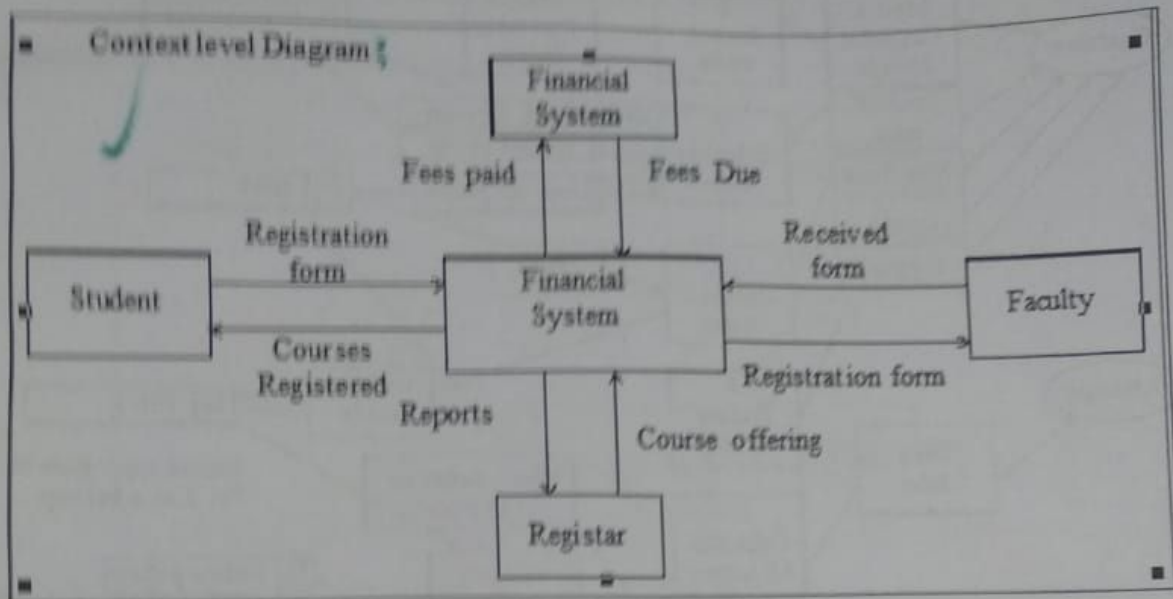 Context level Diagram :
Financial
System
Fees paid
Fees Due
Registration
form
Received
form
Student
Financial
System
Faculty
Courses
Registered
Registration form
Reports
Course offering
Registar